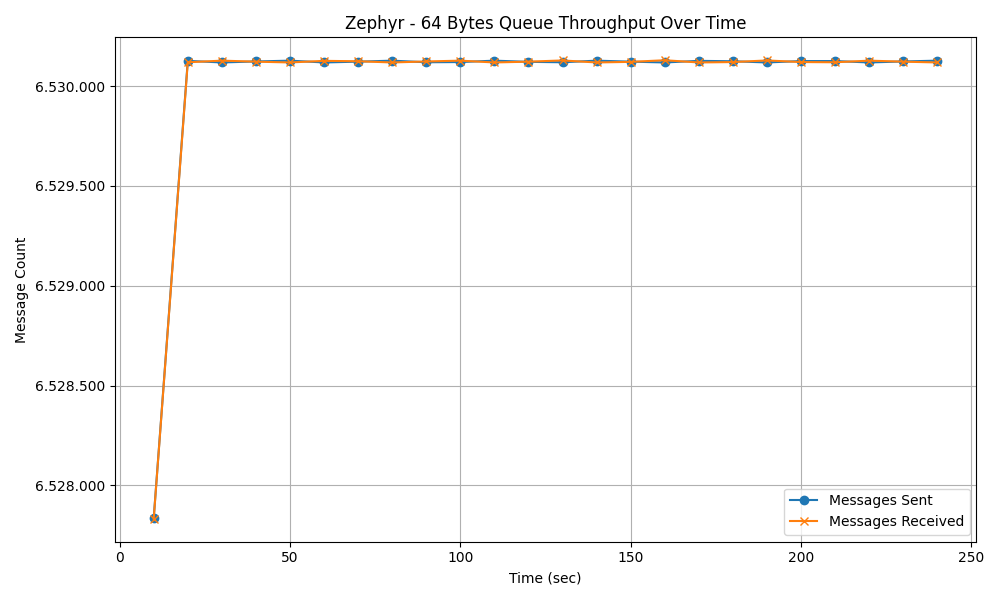 Zephyr - 64 Bytes Queue Throughput Over Time
6.530.000
6.529.500
6.529.000
6.528.500
6.528.000
Message Count
Messages Sent
Messages Received
0 50 100 150 200 250
Time (sec)